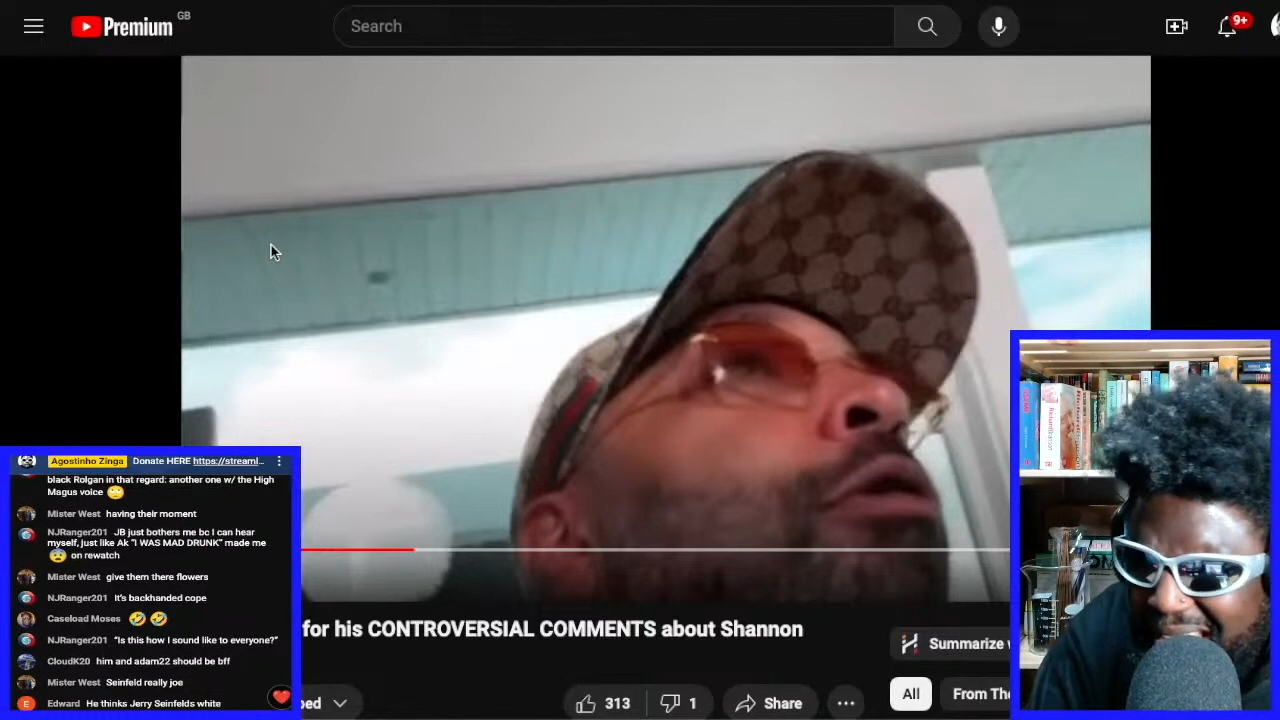 Premium GB
Search
9+
Agostinho Zinga Donate HERE https://streaml...
black Rolgan in that regard: another one w/ the High
Magus voice
Mister West having their moment
NJRanger201 JB just bothers me bc I can hear
myself, just like Ak "I WAS MAD DRUNK" made me
on rewatch
Mister West give them there flowers
NJRanger201 It's backhanded cope
Caseload Moses
NJRanger201 "Is this how I sound like to everyone?"
CloudK20 him and adam22 should be bff
Mister West Seinfeld really joe
E Edward He thinks Jerry Seinfelds white
for his CONTROVERSIAL COMMENTS about Shannon
Summarize
bed
313
1
Share
All
From The